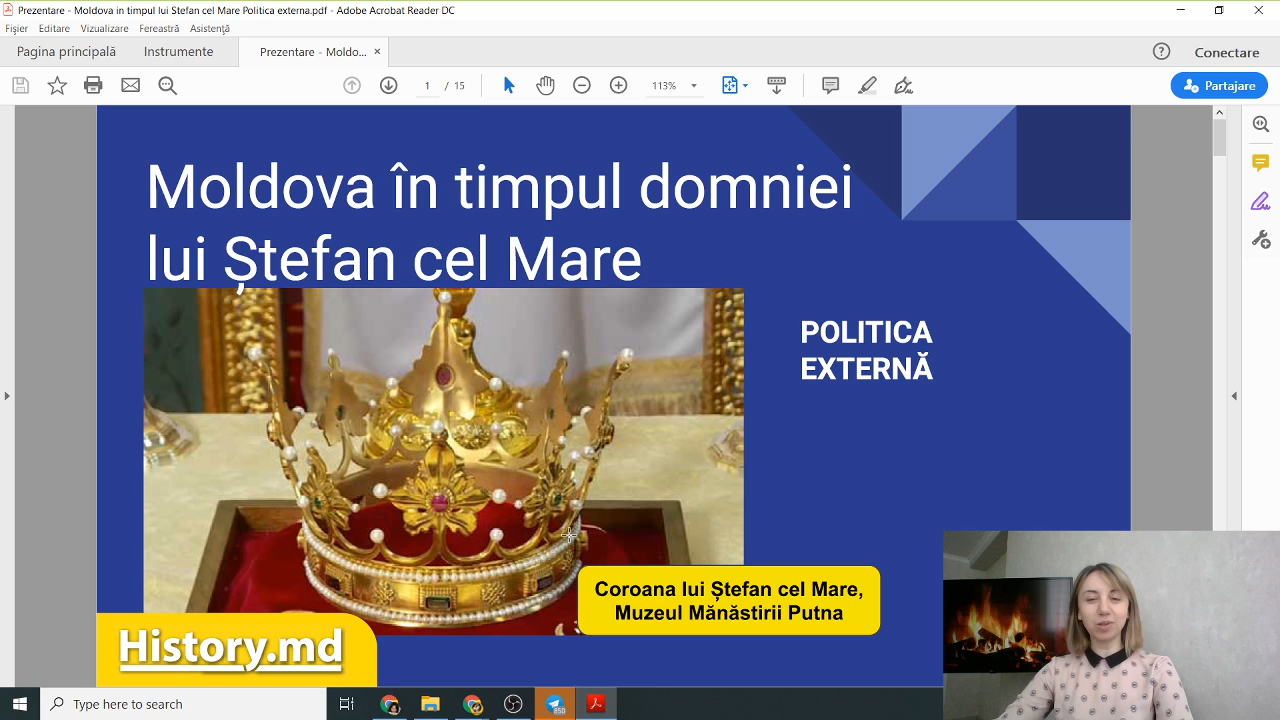 Prezentare - Moldova in timpul lui Stefan cel Mare Politica externa.pdf - Adobe Acrobat Reader DC
Fișier Editare Vizualizare Fereastră Asistență
Pagina principală Instrumente Prezentare - Moldo... × Conectare
1 / 15 113% Partajare
Moldova în timpul domniei
lui Ștefan cel Mare
POLITICA
EXTERNĂ
Coroana lui Ștefan cel Mare,
Muzeul Mănăstirii Putna
History.md
Type here to search
850